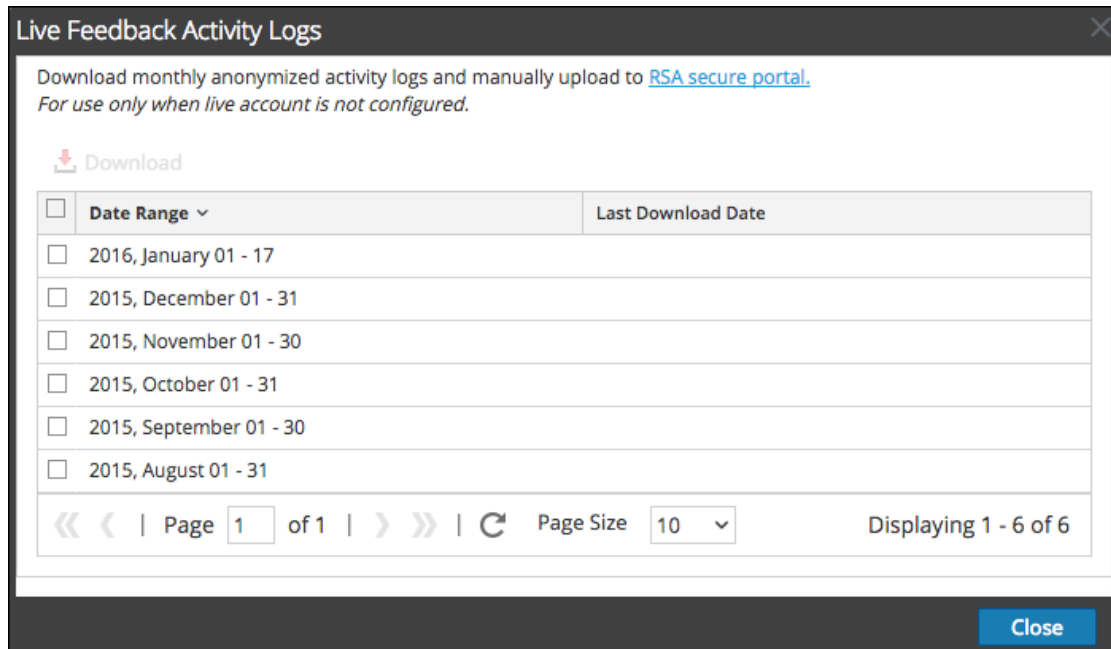 Live Feedback Activity Logs
Download monthly anonymized activity logs and manually upload to RSA secure portal.
For use only when live account is not configured.
Download
Date Range Last Download Date
2016, January 01 - 17
2015, December 01 - 31
2015, November 01 - 30
2015, October 01 - 31
2015, September 01 - 30
2015, August 01 - 31
| Page 1 of 1 | | Page Size 10 Displaying 1 - 6 of 6
Close